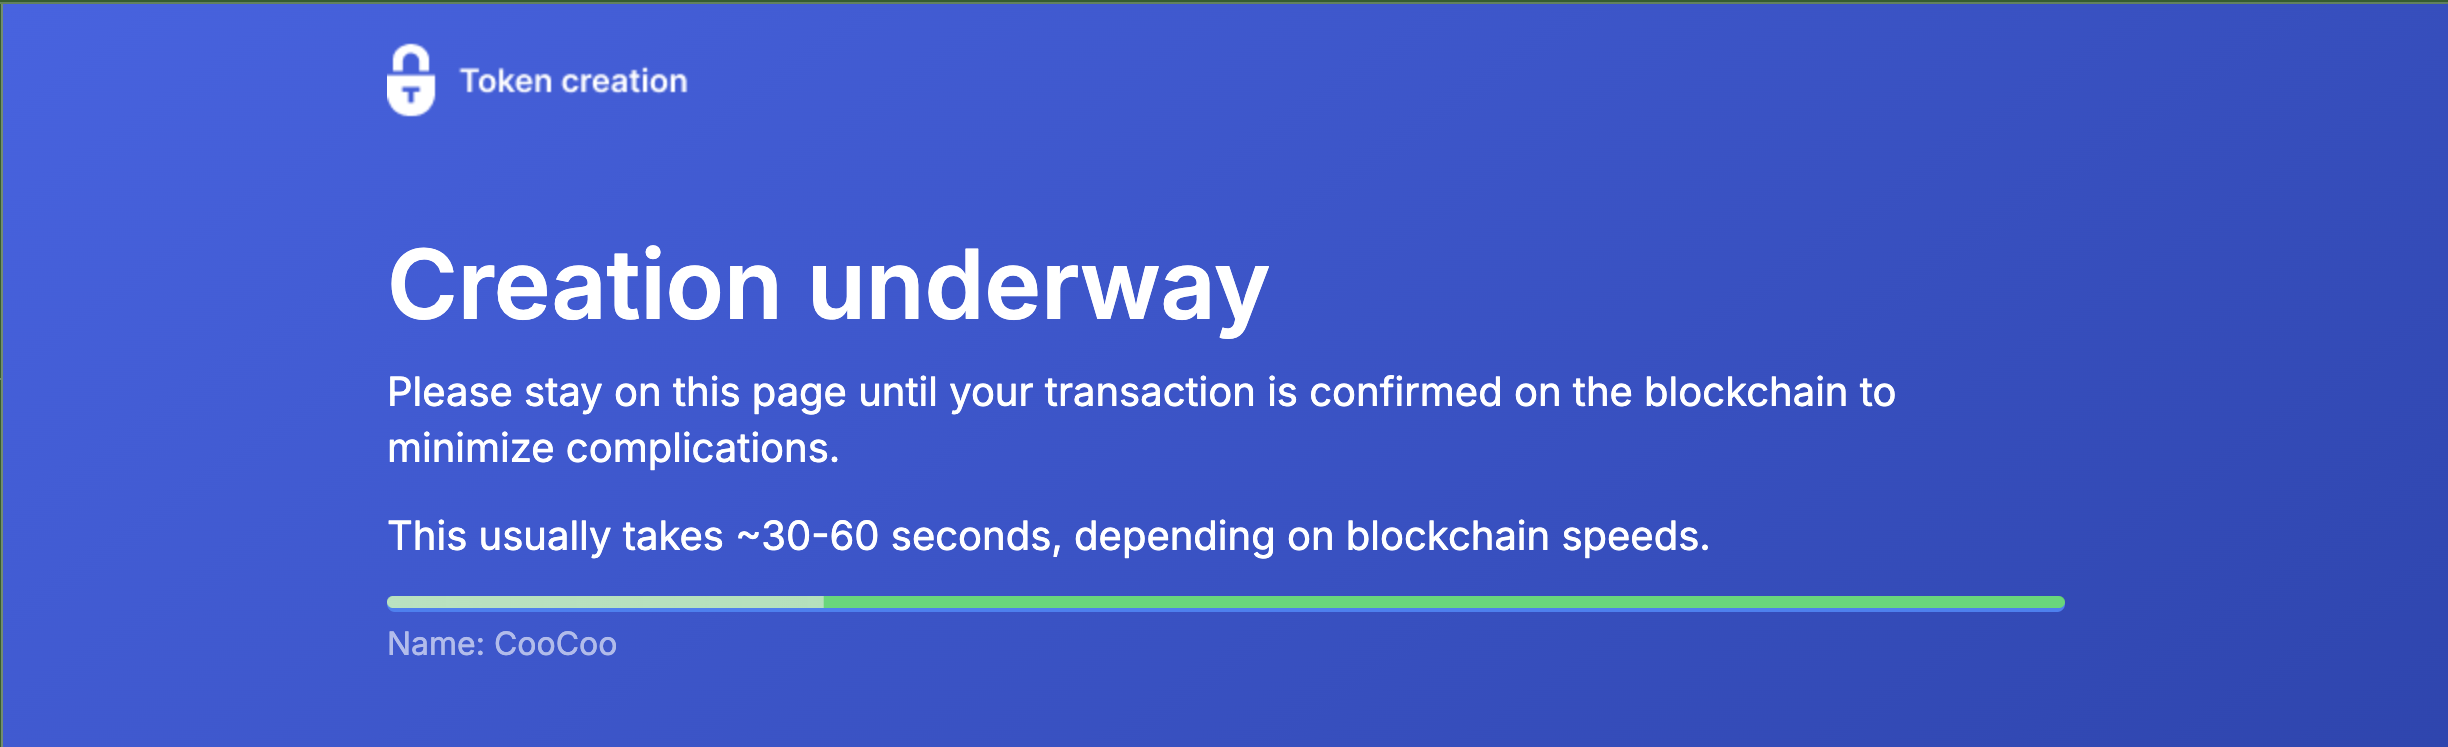 T
Token creation
Creation underway
Please stay on this page until your transaction is confirmed on the blockchain to
minimize complications.
This usually takes ~30-60 seconds, depending on blockchain speeds.
Name: CooCoo